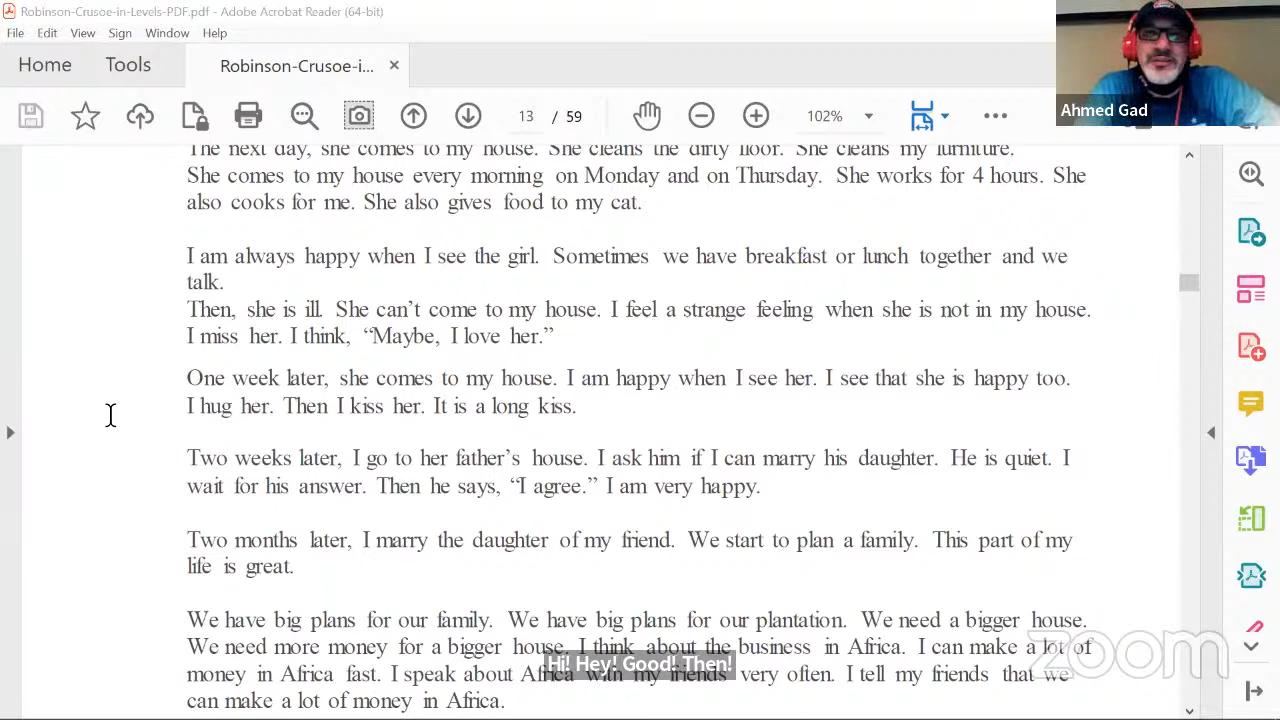 Robinson-Crusoe-in-Levels-PDF.pdf - Adobe Acrobat Reader (64-bit)
File Edit View Sign Window Help
Home Tools Robinson-Crusoe-i... ×
13 / 59 102%
Ahmed Gad
The next day, she comes to my house. She cleans the dirty floor. She cleans my furniture.
She comes to my house every morning on Monday and on Thursday. She works for 4 hours. She
also cooks for me. She also gives food to my cat.
I am always happy when I see the girl. Sometimes we have breakfast or lunch together and we
talk.
Then, she is ill. She can’t come to my house. I feel a strange feeling when she is not in my house.
I miss her. I think, “Maybe, I love her.”
One week later, she comes to my house. I am happy when I see her. I see that she is happy too.
I hug her. Then I kiss her. It is a long kiss.
Two weeks later, I go to her father’s house. I ask him if I can marry his daughter. He is quiet. I
wait for his answer. Then he says, “I agree.” I am very happy.
Two months later, I marry the daughter of my friend. We start to plan a family. This part of my
life is great.
We have big plans for our family. We have big plans for our plantation. We need a bigger house.
We need more money for a bigger house. I think about the business in Africa. I can make a lot of
money in Africa fast. I speak about Africa with my friends very often. I tell my friends that we
can make a lot of money in Africa.
Hi! Hey! Good! Then!
zoom